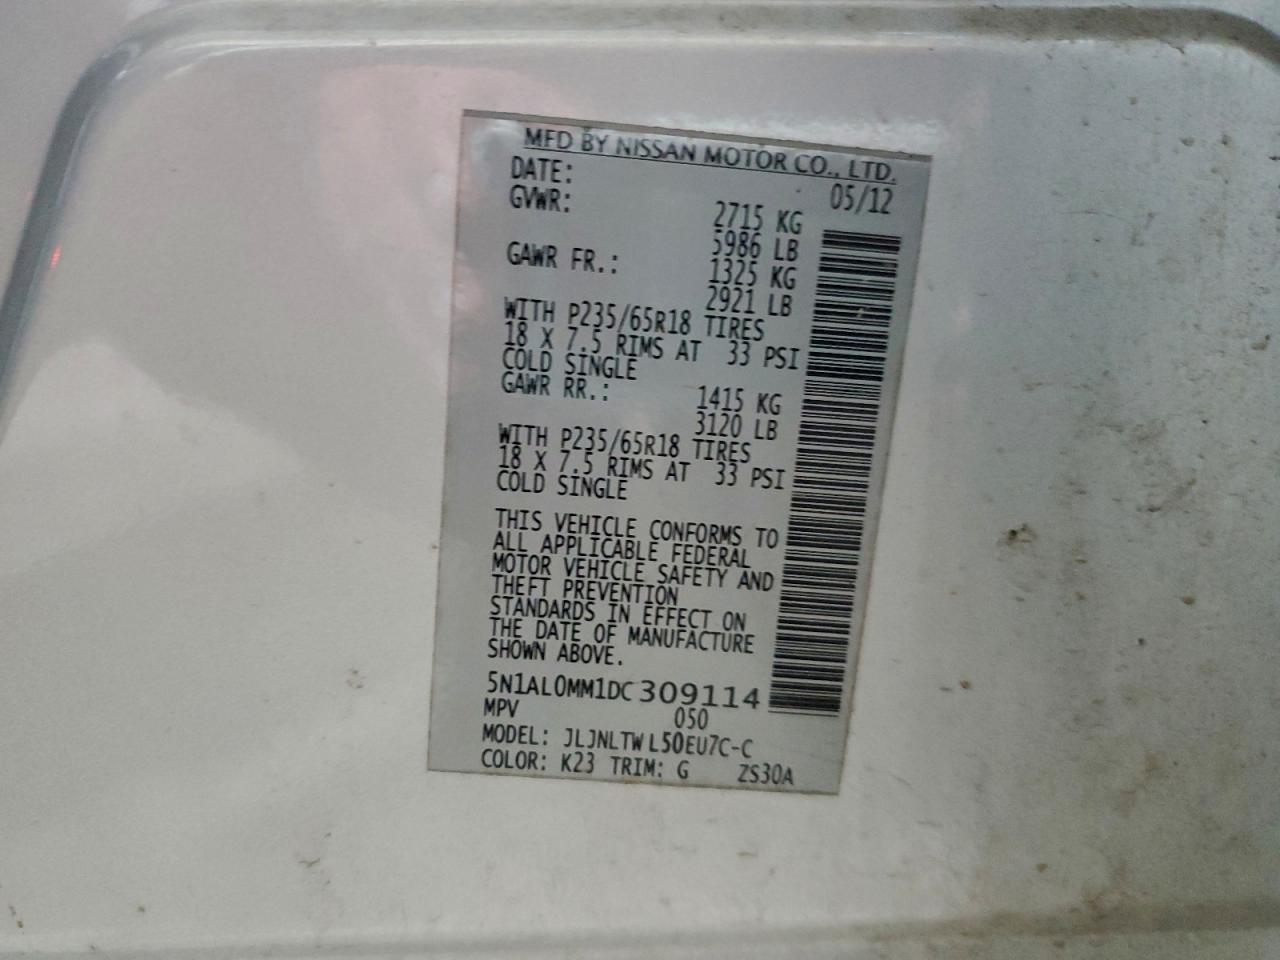 MFD BY NISSAN MOTOR CO., LTD.
DATE: 05/12
GVWR: 2715 KG
5986 LB
GAWR FR.: 1325 KG
2921 LB
WITH P235/65R18 TIRES
18 X 7.5 RIMS AT 33 PSI
COLD SINGLE
GAWR RR.: 1415 KG
3120 LB
WITH P235/65R18 TIRES
18 X 7.5 RIMS AT 33 PSI
COLD SINGLE
THIS VEHICLE CONFORMS TO
ALL APPLICABLE FEDERAL
MOTOR VEHICLE SAFETY AND
THEFT PREVENTION
STANDARDS IN EFFECT ON
THE DATE OF MANUFACTURE
SHOWN ABOVE.
5N1AL0MM1DC309114
MPV 050
MODEL: JLJNLTWL50EU7C-C
COLOR: K23 TRIM: G ZS30A